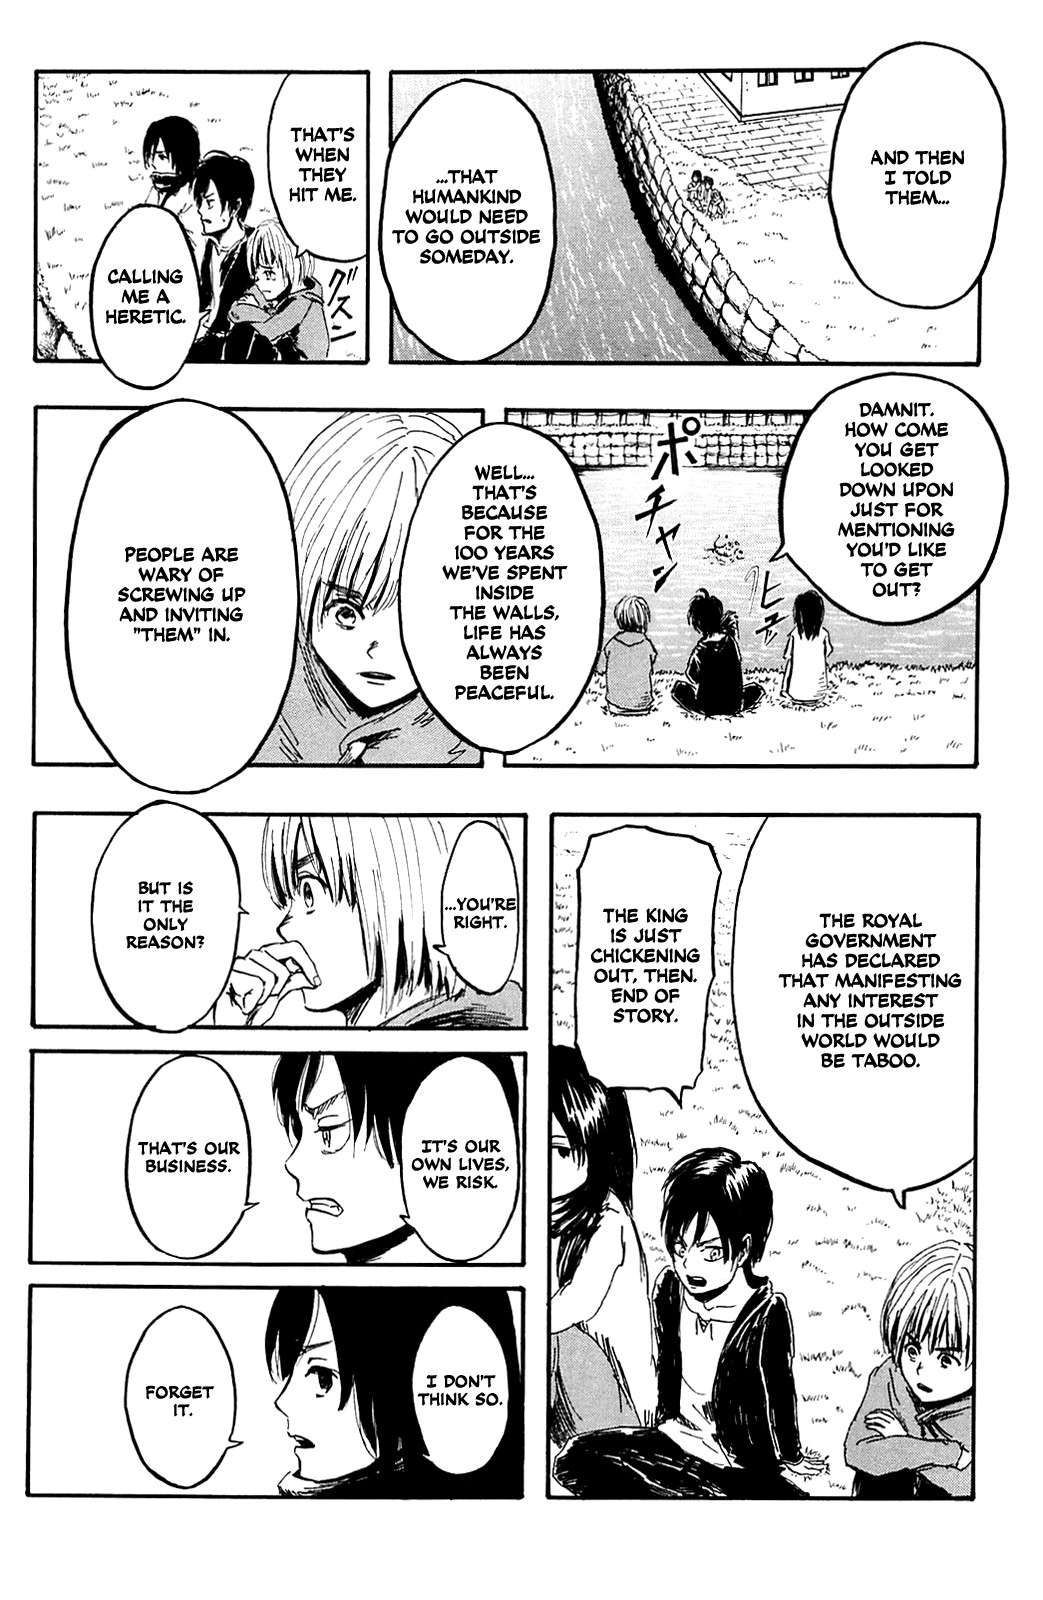 AND THEN
I TOLD
THEM...
...THAT
HUMANKIND
WOULD NEED
TO GO OUTSIDE
SOMEDAY.
THAT'S
WHEN
THEY
HIT ME.
グスン
CALLING
ME A
HERETIC.
DAMNIT.
HOW COME
YOU GET
LOOKED
DOWN UPON
JUST FOR
MENTIONING
YOU'D LIKE
TO GET
OUT?
ヒュッ
ポチャン
WELL...
THAT'S
BECAUSE
FOR THE
100 YEARS
WE'VE SPENT
INSIDE
THE WALLS,
LIFE HAS
ALWAYS
BEEN
PEACEFUL.
PEOPLE ARE
WARY OF
SCREWING UP
AND INVITING
"THEM" IN.
THE ROYAL
GOVERNMENT
HAS DECLARED
THAT MANIFESTING
ANY INTEREST
IN THE OUTSIDE
WORLD WOULD
BE TABOO.
THE KING
IS JUST
CHICKENING
OUT, THEN.
END OF
STORY.
...YOU'RE
RIGHT.
BUT IS
IT THE
ONLY
REASON?
IT'S OUR
OWN LIVES,
WE RISK.
THAT'S OUR
BUSINESS.
I DON'T
THINK SO.
FORGET
IT.